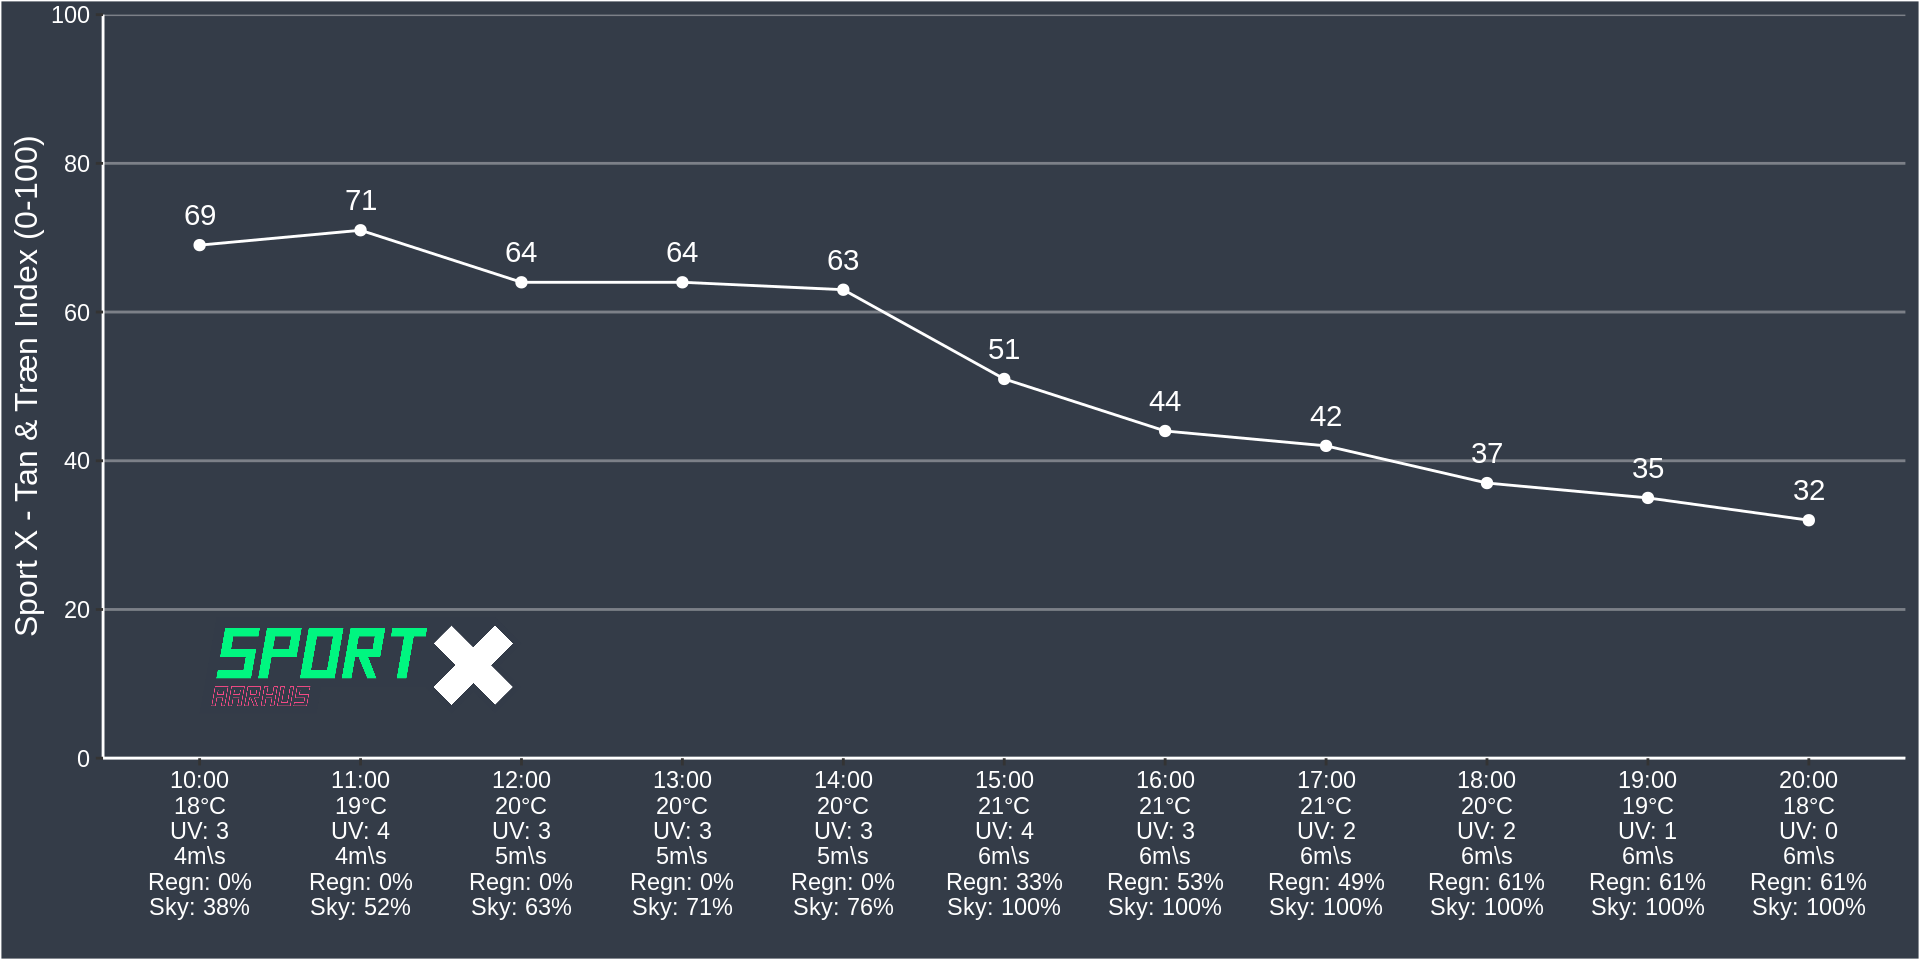 Sport X - Tan & Træn Index (0-100)
100
80
60
40
20
0
69
71
64
64
63
51
44
42
37
35
32
SPORT X
AARHUS
10:00
18°C
UV: 3
4m\s
Regn: 0%
Sky: 38%
11:00
19°C
UV: 4
4m\s
Regn: 0%
Sky: 52%
12:00
20°C
UV: 3
5m\s
Regn: 0%
Sky: 63%
13:00
20°C
UV: 3
5m\s
Regn: 0%
Sky: 71%
14:00
20°C
UV: 3
5m\s
Regn: 0%
Sky: 76%
15:00
21°C
UV: 4
6m\s
Regn: 33%
Sky: 100%
16:00
21°C
UV: 3
6m\s
Regn: 53%
Sky: 100%
17:00
21°C
UV: 2
6m\s
Regn: 49%
Sky: 100%
18:00
20°C
UV: 2
6m\s
Regn: 61%
Sky: 100%
19:00
19°C
UV: 1
6m\s
Regn: 61%
Sky: 100%
20:00
18°C
UV: 0
6m\s
Regn: 61%
Sky: 100%